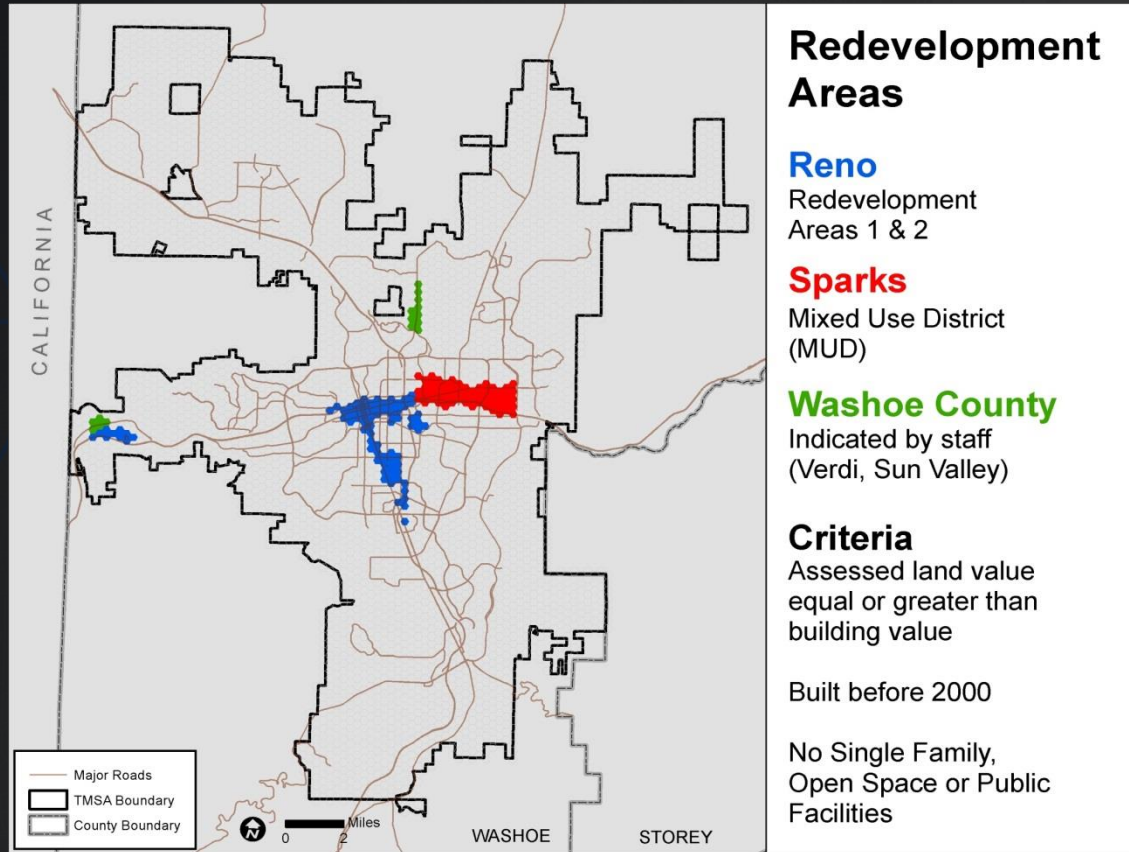 CALIFORNIA
Major Roads
TMSA Boundary
County Boundary
N
Miles
0 2
WASHOE
STOREY
Redevelopment
Areas
Reno
Redevelopment
Areas 1 & 2
Sparks
Mixed Use District
(MUD)
Washoe County
Indicated by staff
(Verdi, Sun Valley)
Criteria
Assessed land value
equal or greater than
building value
Built before 2000
No Single Family,
Open Space or Public
Facilities